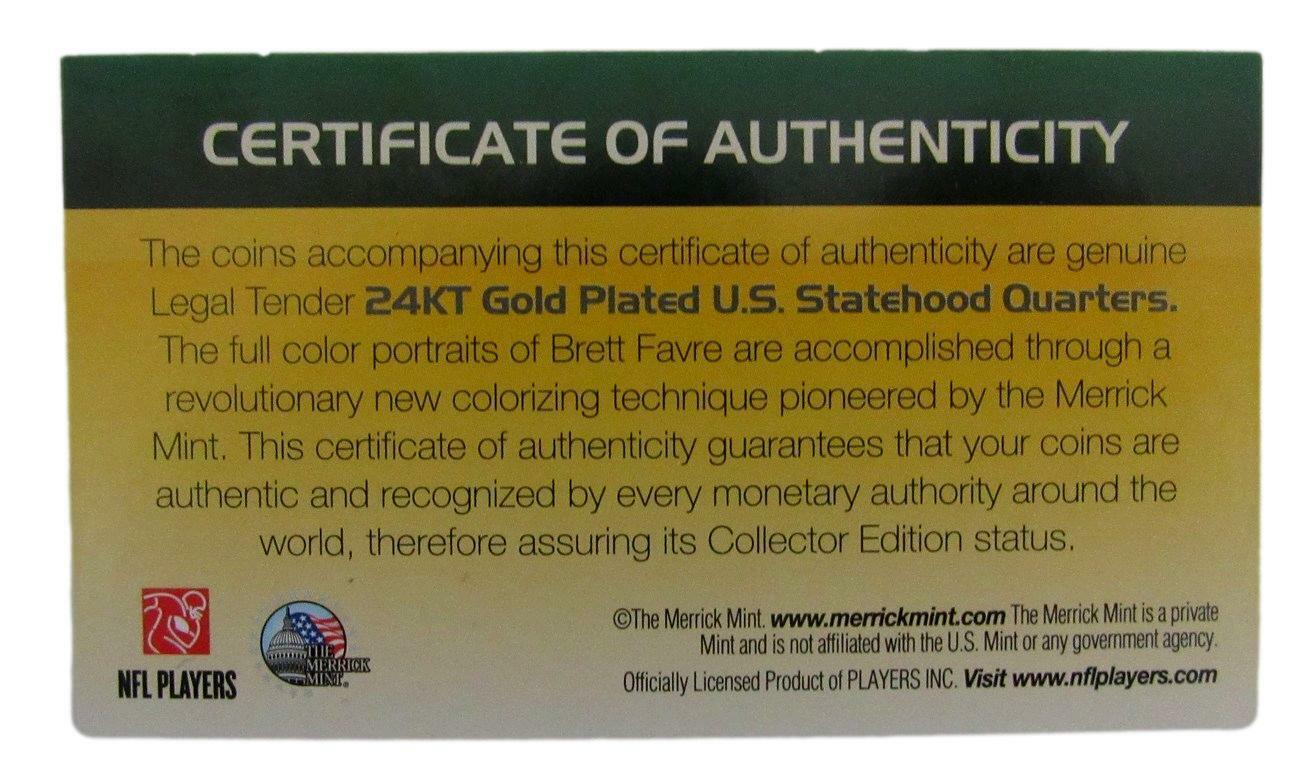 CERTIFICATE OF AUTHENTICITY
The coins accompanying this certificate of authenticity are genuine
Legal Tender 24KT Gold Plated U.S. Statehood Quarters.
The full color portraits of Brett Favre are accomplished through a
revolutionary new colorizing technique pioneered by the Merrick
Mint. This certificate of authenticity guarantees that your coins are
authentic and recognized by every monetary authority around the
world, therefore assuring its Collector Edition status.
NFL PLAYERS
THE
MERRICK
MINT®
©The Merrick Mint. www.merrickmint.com The Merrick Mint is a private
Mint and is not affiliated with the U.S. Mint or any government agency.
Officially Licensed Product of PLAYERS INC. Visit www.nflplayers.com